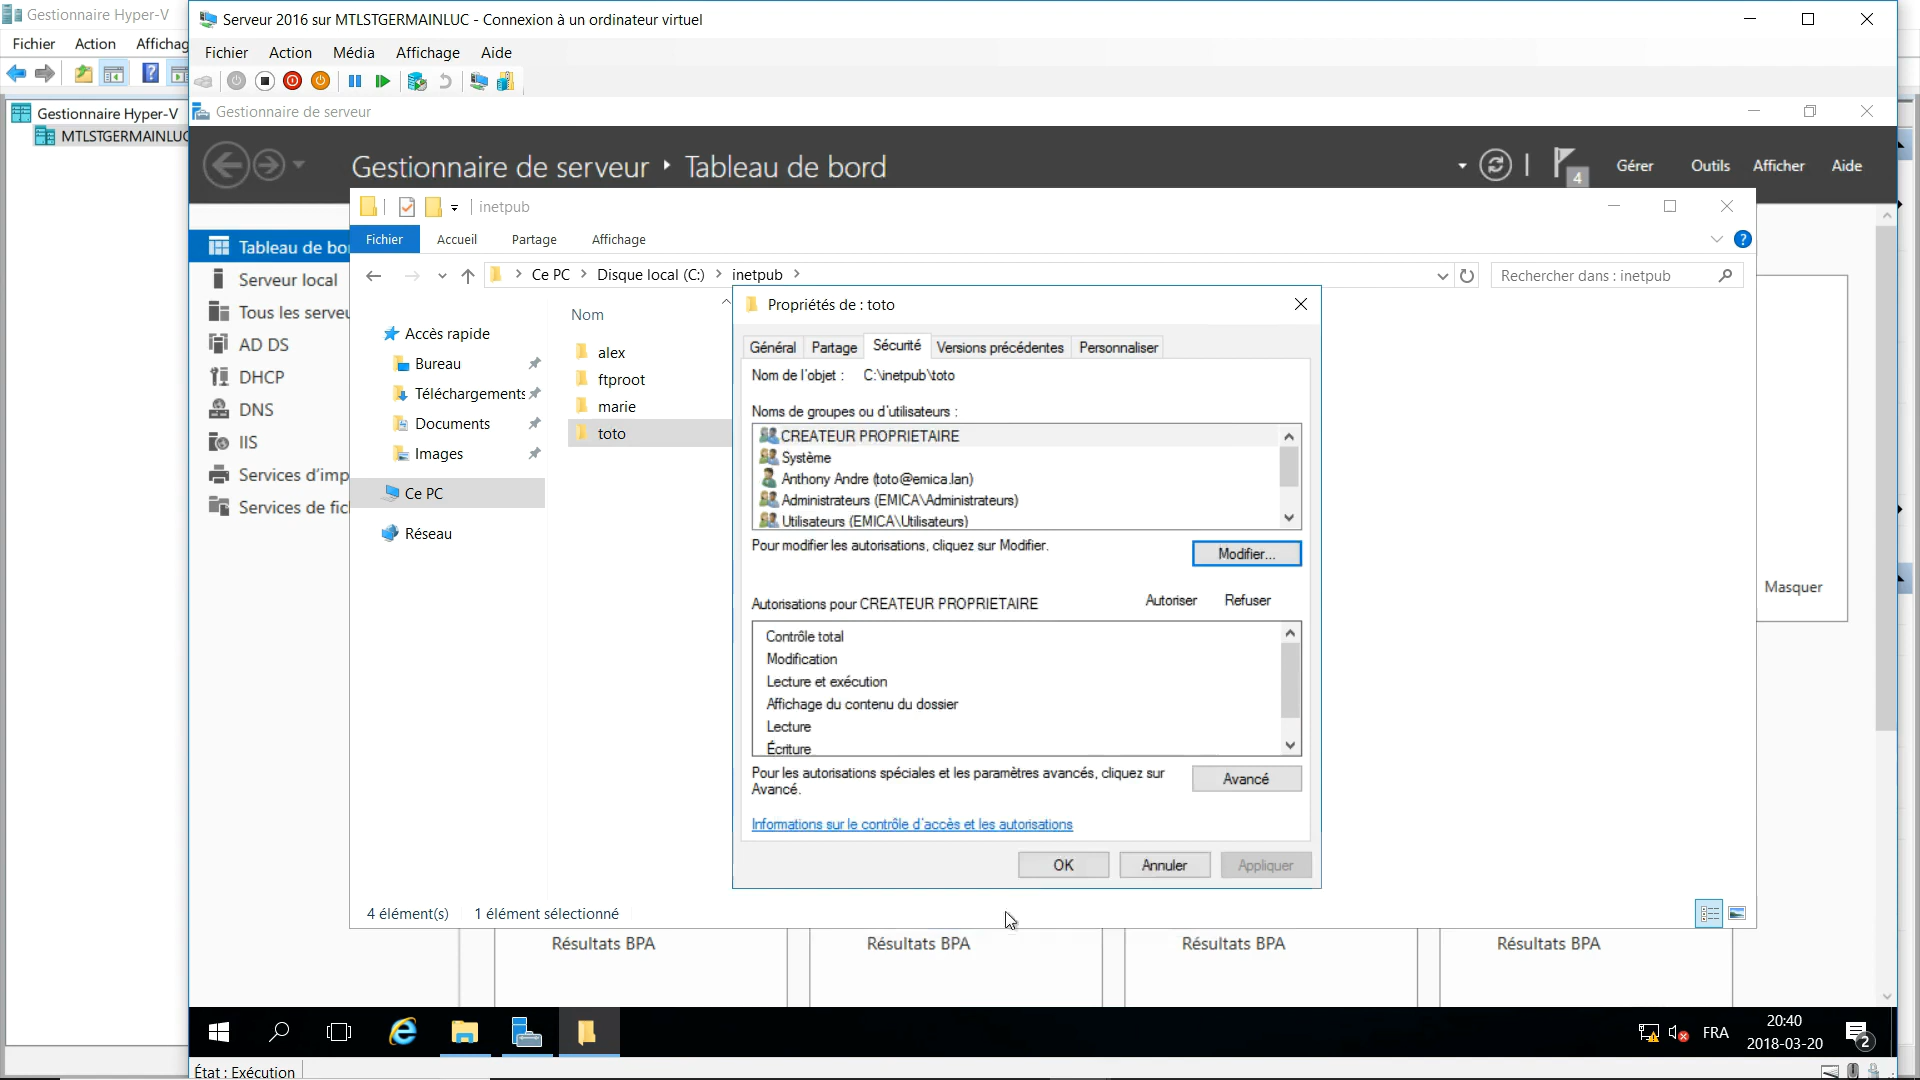 Gestionnaire Hyper-V
Fichier Action Affichag
Gestionnaire Hyper-V
MTLSTGERMAINLUC
Serveur 2016 sur MTLSTGERMAINLUC - Connexion à un ordinateur virtuel
Fichier Action Média Affichage Aide
Gestionnaire de serveur
Gestionnaire de serveur Tableau de bord
4 Gérer Outils Afficher Aide
Tableau de bor
Serveur local
Tous les serveu
AD DS
DHCP
DNS
IIS
Services d'imp
Services de fic
inetpub
Fichier Accueil Partage Affichage
Ce PC Disque local (C:) inetpub
Rechercher dans : inetpub
Accès rapide
Bureau
Téléchargements
Documents
Images
Ce PC
Réseau
Nom
alex
ftproot
marie
toto
Propriétés de : toto
Général Partage Sécurité Versions précédentes Personnaliser
Nom de l'objet : C:\inetpub\toto
Noms de groupes ou d'utilisateurs :
CREATEUR PROPRIETAIRE
Système
Anthony Andre (toto@emica.lan)
Administrateurs (EMICA\Administrateurs)
Utilisateurs (EMICA\Utilisateurs)
Pour modifier les autorisations, cliquez sur Modifier.
Modifier...
Autorisations pour CREATEUR PROPRIETAIRE Autoriser Refuser
Contrôle total
Modification
Lecture et exécution
Affichage du contenu du dossier
Lecture
Écriture
Pour les autorisations spéciales et les paramètres avancés, cliquez sur
Avancé.
Avancé
Informations sur le contrôle d'accès et les autorisations
OK Annuler Appliquer
Masquer
4 élément(s) 1 élément sélectionné
Résultats BPA Résultats BPA Résultats BPA Résultats BPA
FRA
20:40
2018-03-20
2
État : Exécution